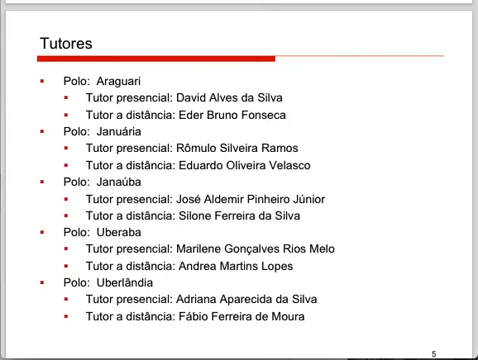 Tutores
Polo: Araguari
Tutor presencial: David Alves da Silva
Tutor a distância: Eder Bruno Fonseca
Polo: Januária
Tutor presencial: Rômulo Silveira Ramos
Tutor a distância: Eduardo Oliveira Velasco
Polo: Janaúba
Tutor presencial: José Aldemir Pinheiro Júnior
Tutor a distância: Silone Ferreira da Silva
Polo: Uberaba
Tutor presencial: Marilene Gonçalves Rios Melo
Tutor a distância: Andrea Martins Lopes
Polo: Uberlândia
Tutor presencial: Adriana Aparecida da Silva
Tutor a distância: Fábio Ferreira de Moura
5